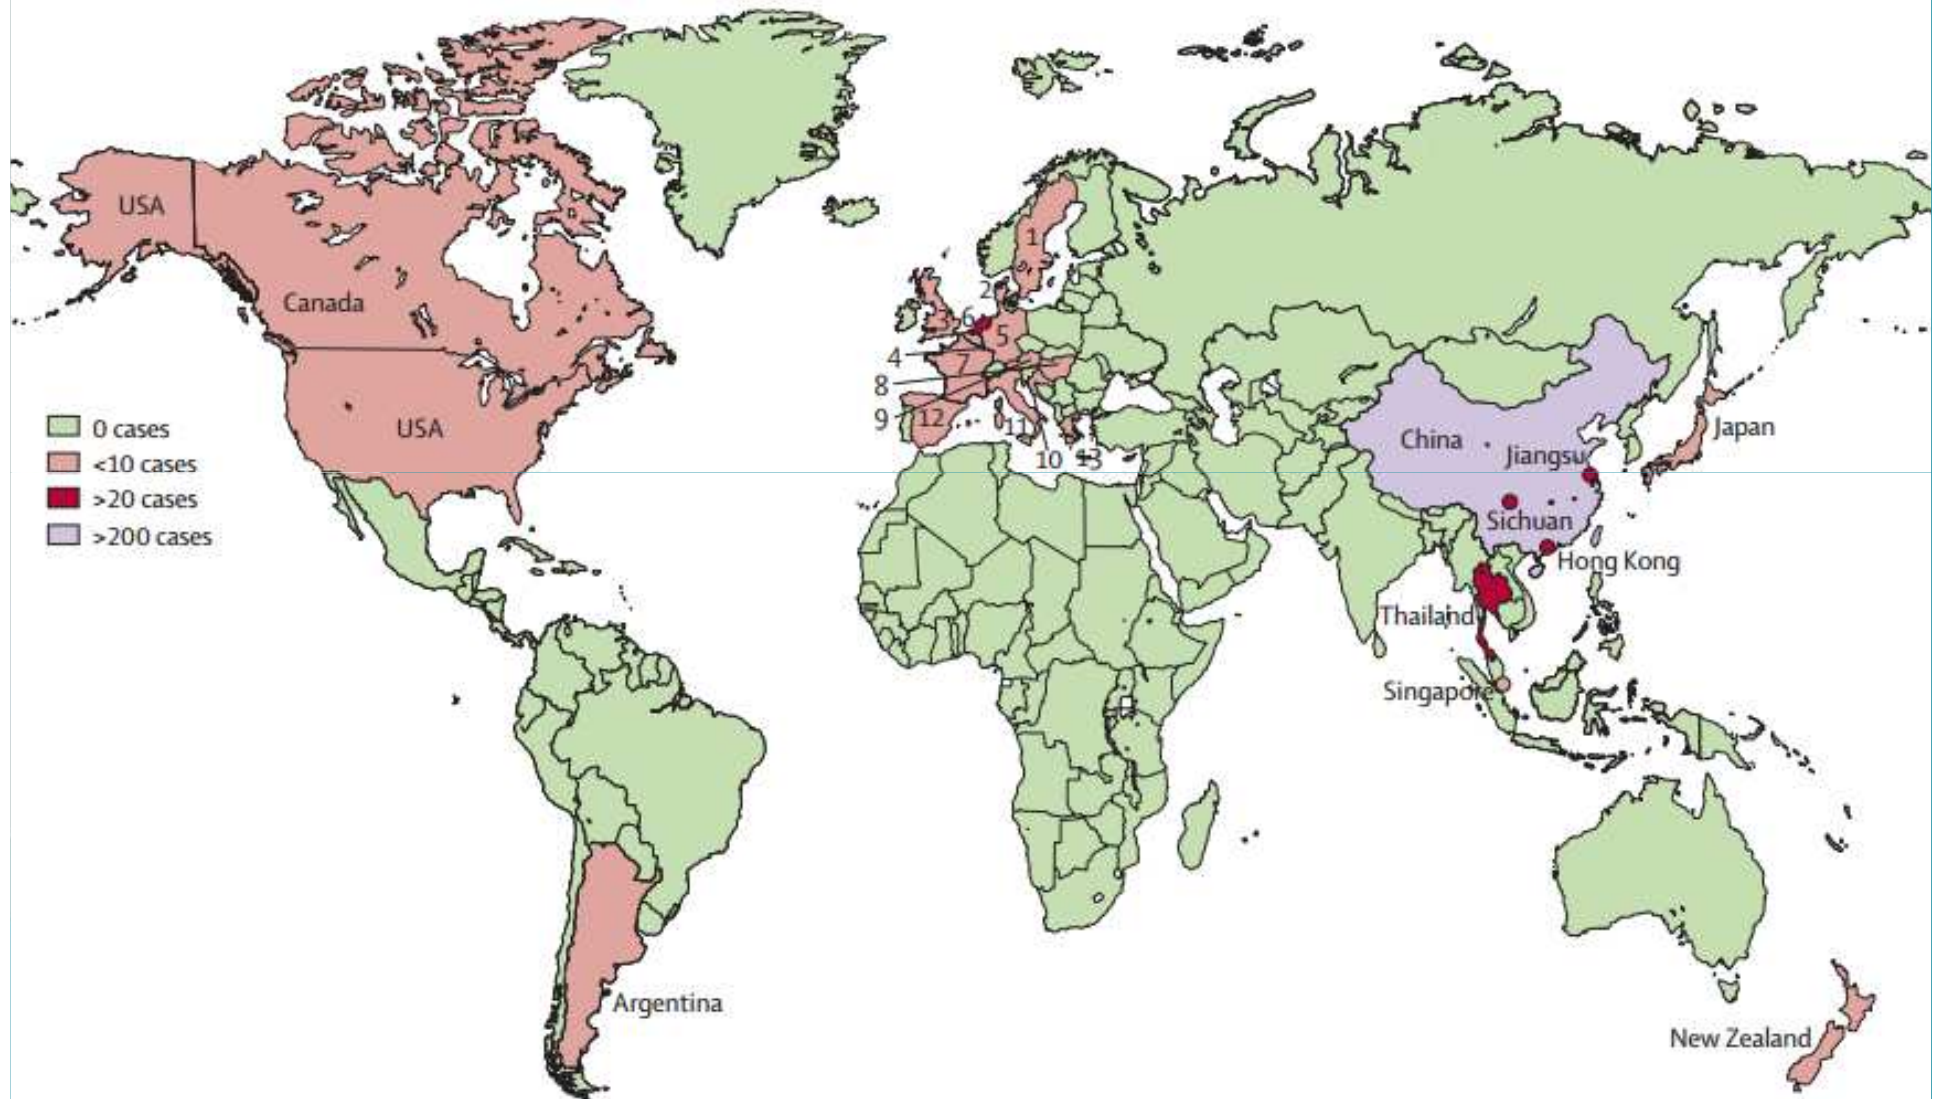 USA
Canada
USA
0 cases
<10 cases
>20 cases
>200 cases
Argentina
1
2
3
6
5
4
7
8
9
12
11
10
13
China
Jiangsu
Japan
Sichuan
Hong Kong
Thailand
Singapore
New Zealand